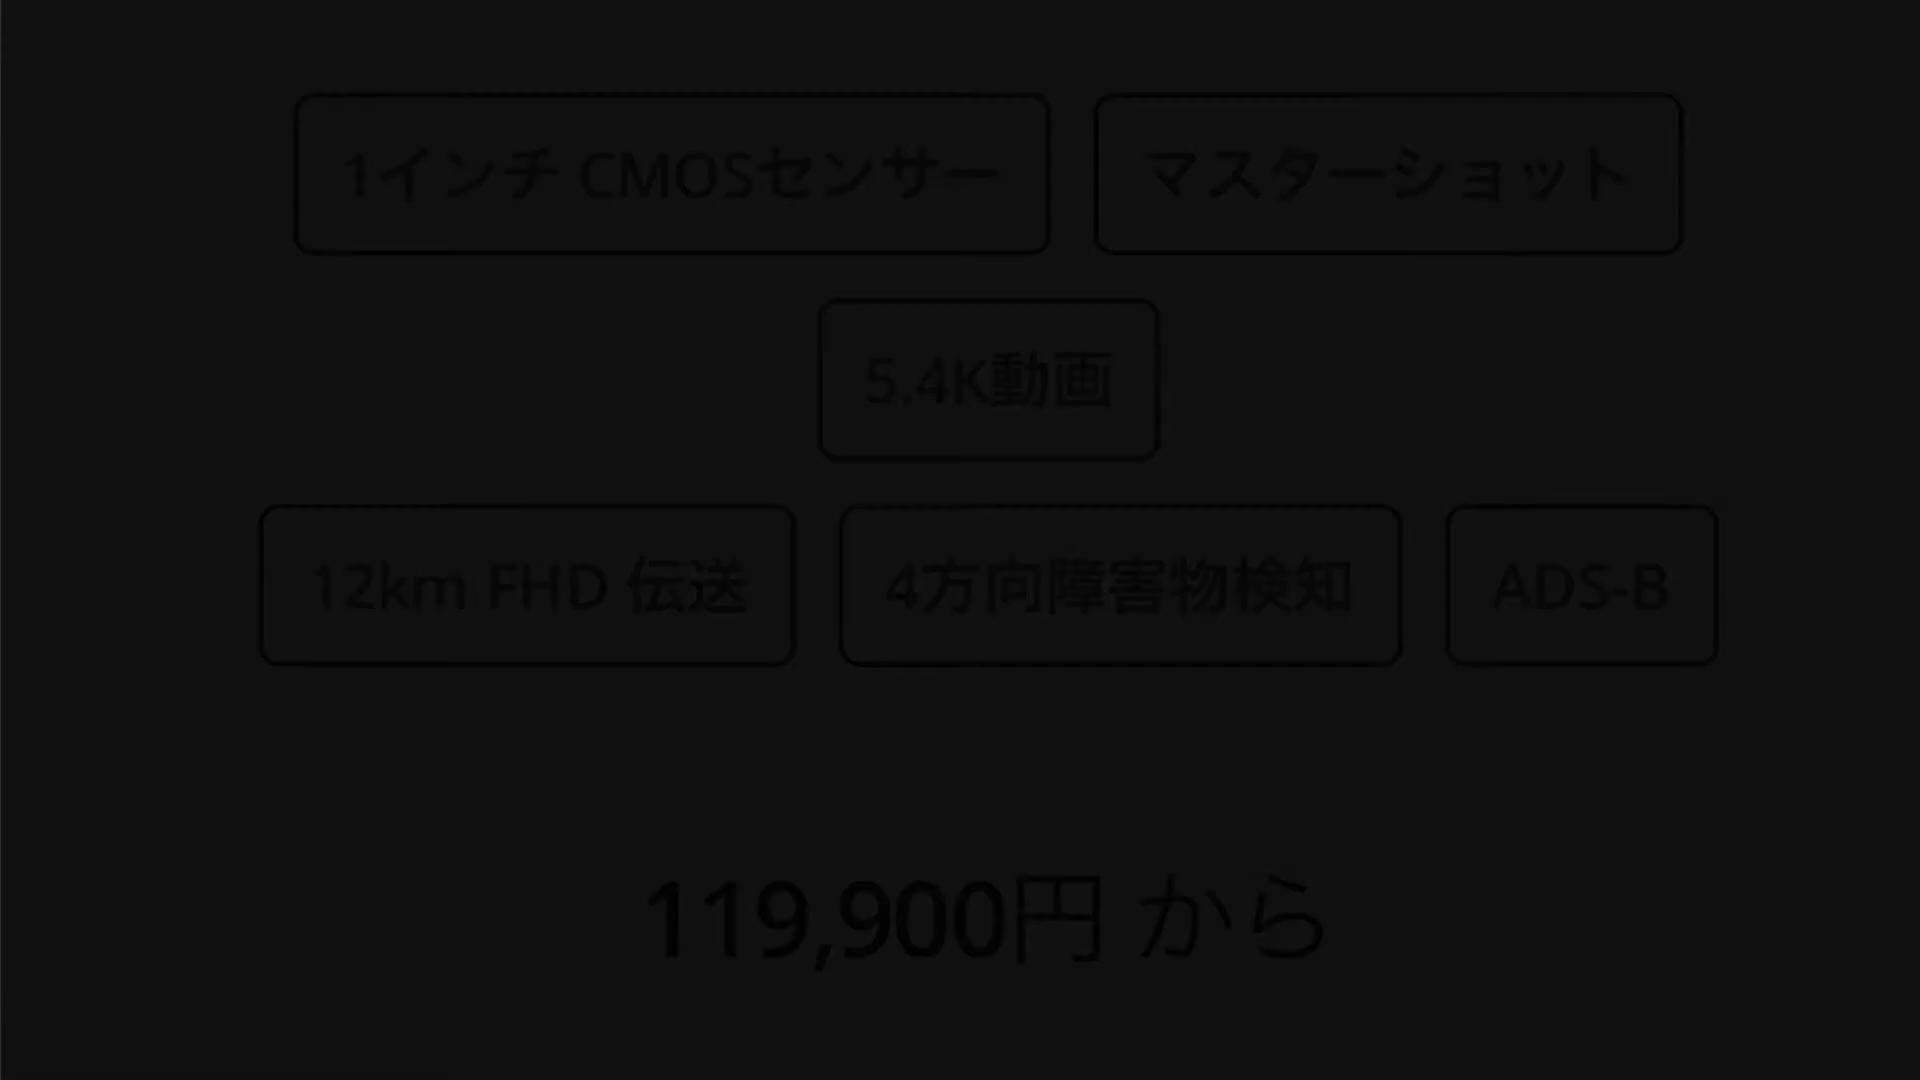 1インチ CMOSセンサー マスターショット
5.4K動画
12km FHD 伝送 4方向障害物検知 ADS-B
119,900円 から